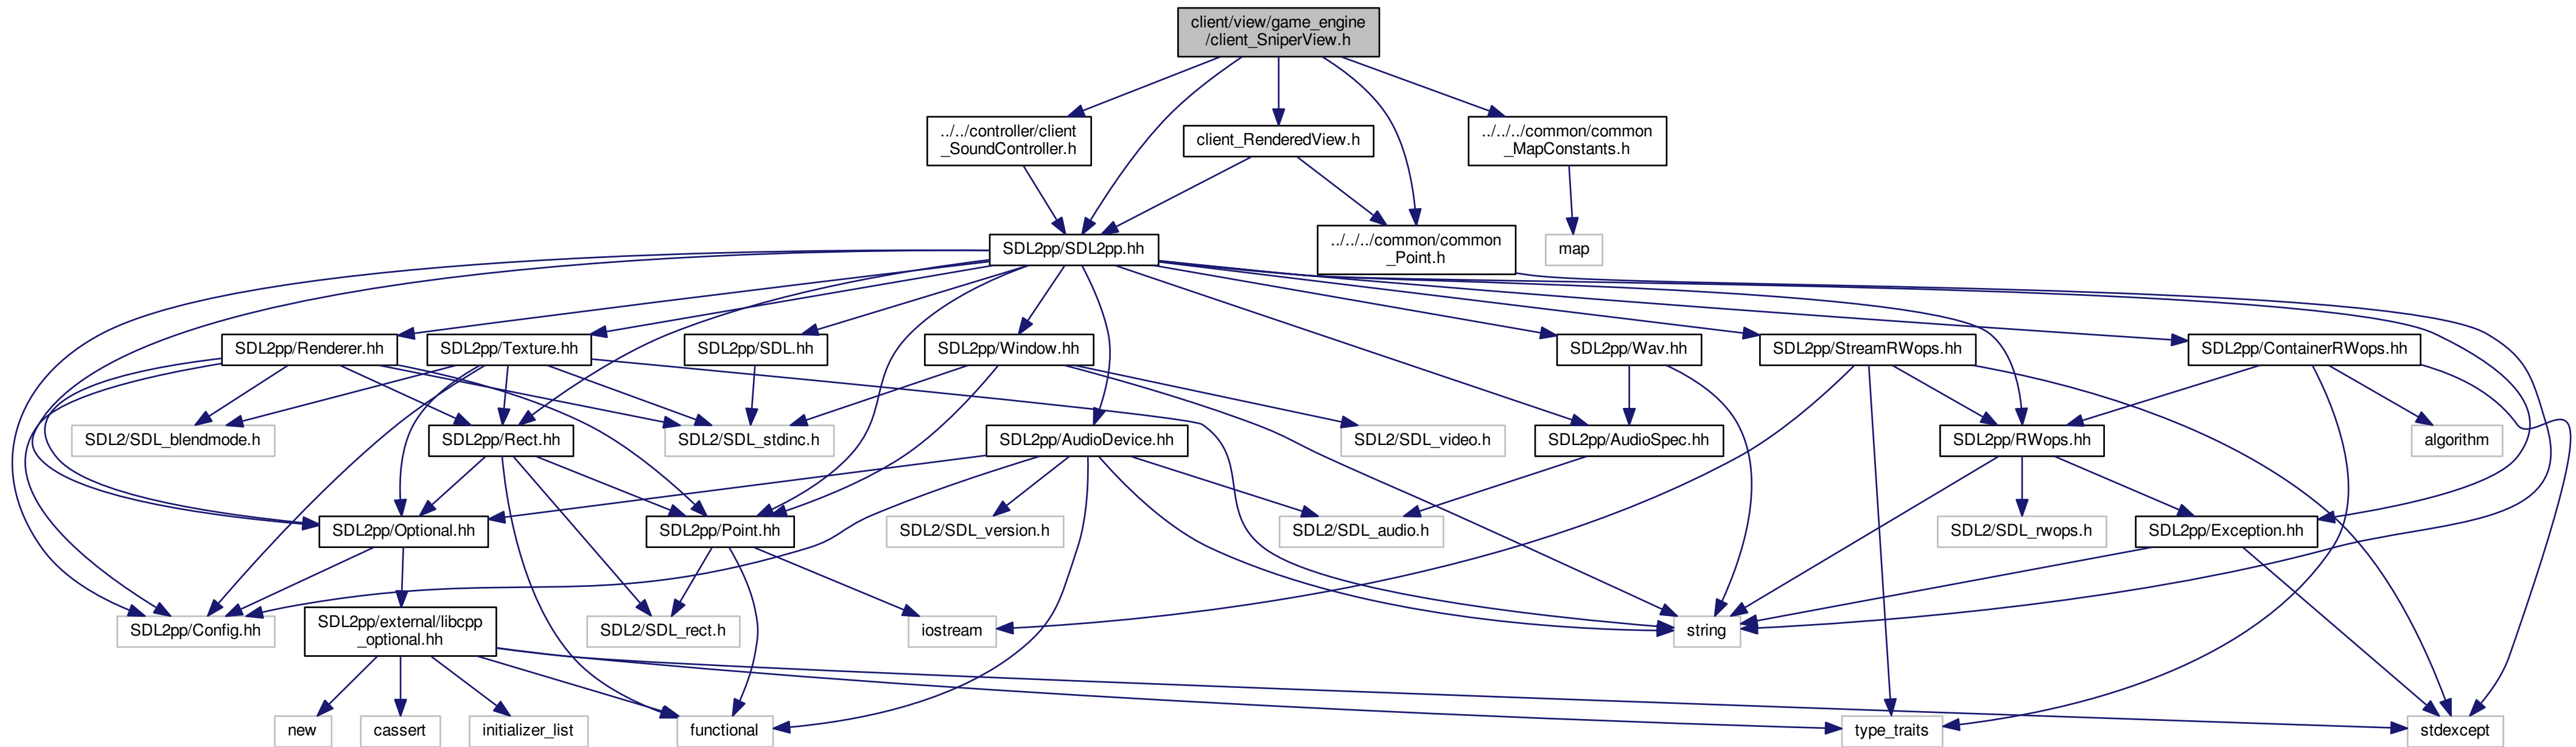 client/view/game_engine
/client_SniperView.h
../../controller/client
_SoundController.h
client_RenderedView.h
../../../common/common
_MapConstants.h
SDL2pp/SDL2pp.hh
../../../common/common
_Point.h
map
SDL2pp/Renderer.hh
SDL2pp/Texture.hh
SDL2pp/SDL.hh
SDL2pp/Window.hh
SDL2pp/Wav.hh
SDL2pp/StreamRWops.hh
SDL2pp/ContainerRWops.hh
SDL2/SDL_blendmode.h
SDL2pp/Rect.hh
SDL2/SDL_stdinc.h
SDL2pp/AudioDevice.hh
SDL2/SDL_video.h
SDL2pp/AudioSpec.hh
SDL2pp/RWops.hh
algorithm
SDL2pp/Optional.hh
SDL2pp/Point.hh
SDL2/SDL_version.h
SDL2/SDL_audio.h
SDL2/SDL_rwops.h
SDL2pp/Exception.hh
SDL2pp/Config.hh
SDL2pp/external/libcpp
_optional.hh
SDL2/SDL_rect.h
iostream
string
new
cassert
initializer_list
functional
type_traits
stdexcept